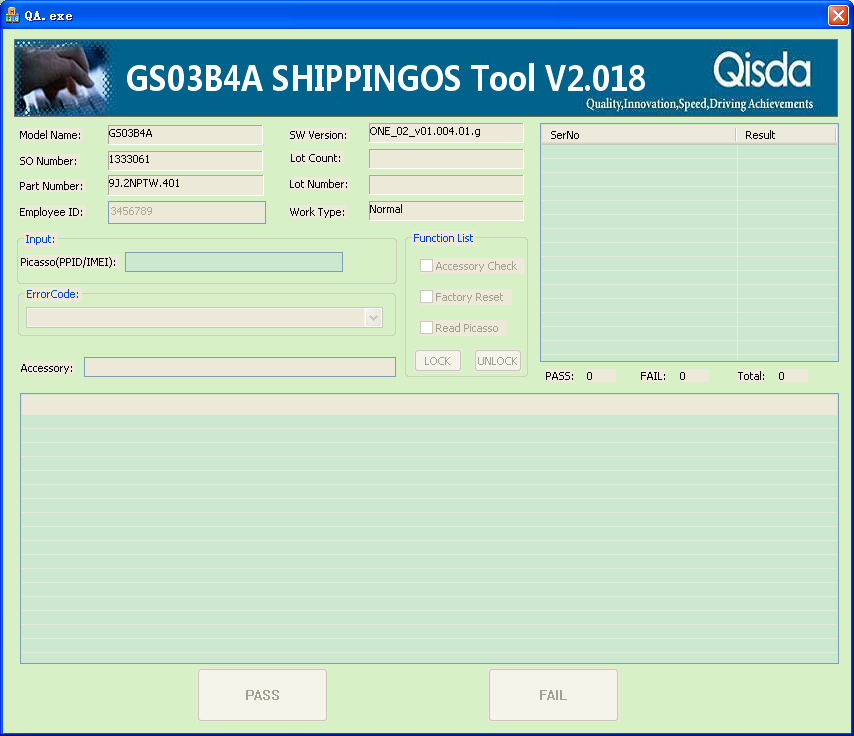 QA.exe
GS03B4A SHIPPINGOS Tool V2.018
Qisda
Quality,Innovation,Speed,Driving Achievements
Model Name: GS03B4A SW Version: ONE_02_v01.004.01.g
SO Number: 1333061 Lot Count:
Part Number: 9J.2NPTW.401 Lot Number:
Employee ID: 3456789 Work Type: Normal
SerNo Result
Input:
Picasso(PPID/IMEI):
ErrorCode:
Accessory:
Function List
Accessory Check
Factory Reset
Read Picasso
LOCK UNLOCK
PASS: 0 FAIL: 0 Total: 0
PASS FAIL